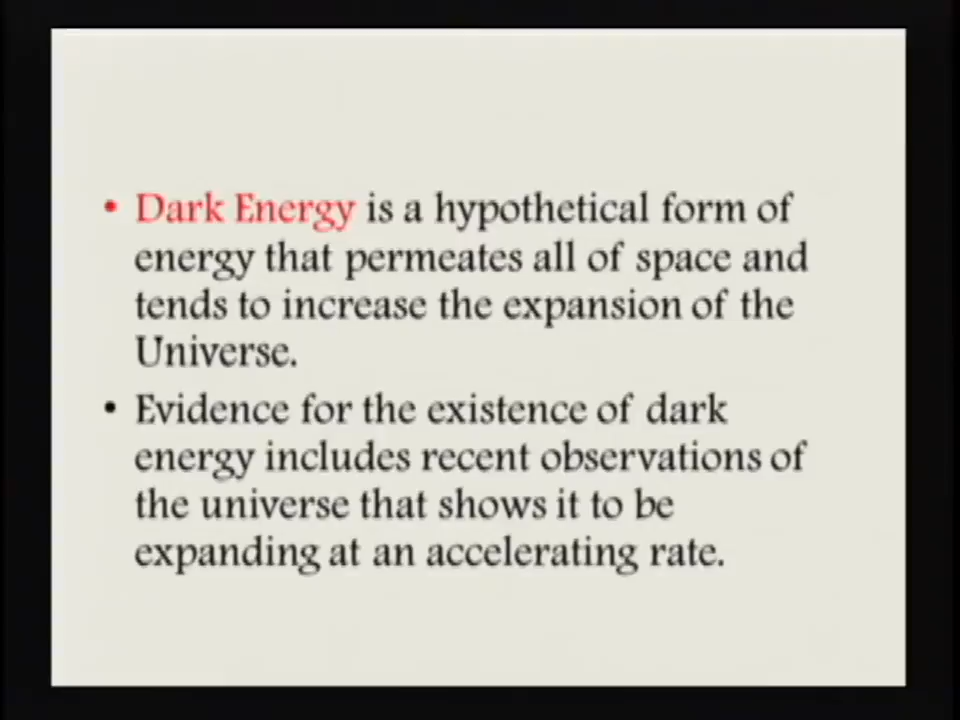 • Dark Energy is a hypothetical form of
energy that permeates all of space and
tends to increase the expansion of the
Universe.
• Evidence for the existence of dark
energy includes recent observations of
the universe that shows it to be
expanding at an accelerating rate.